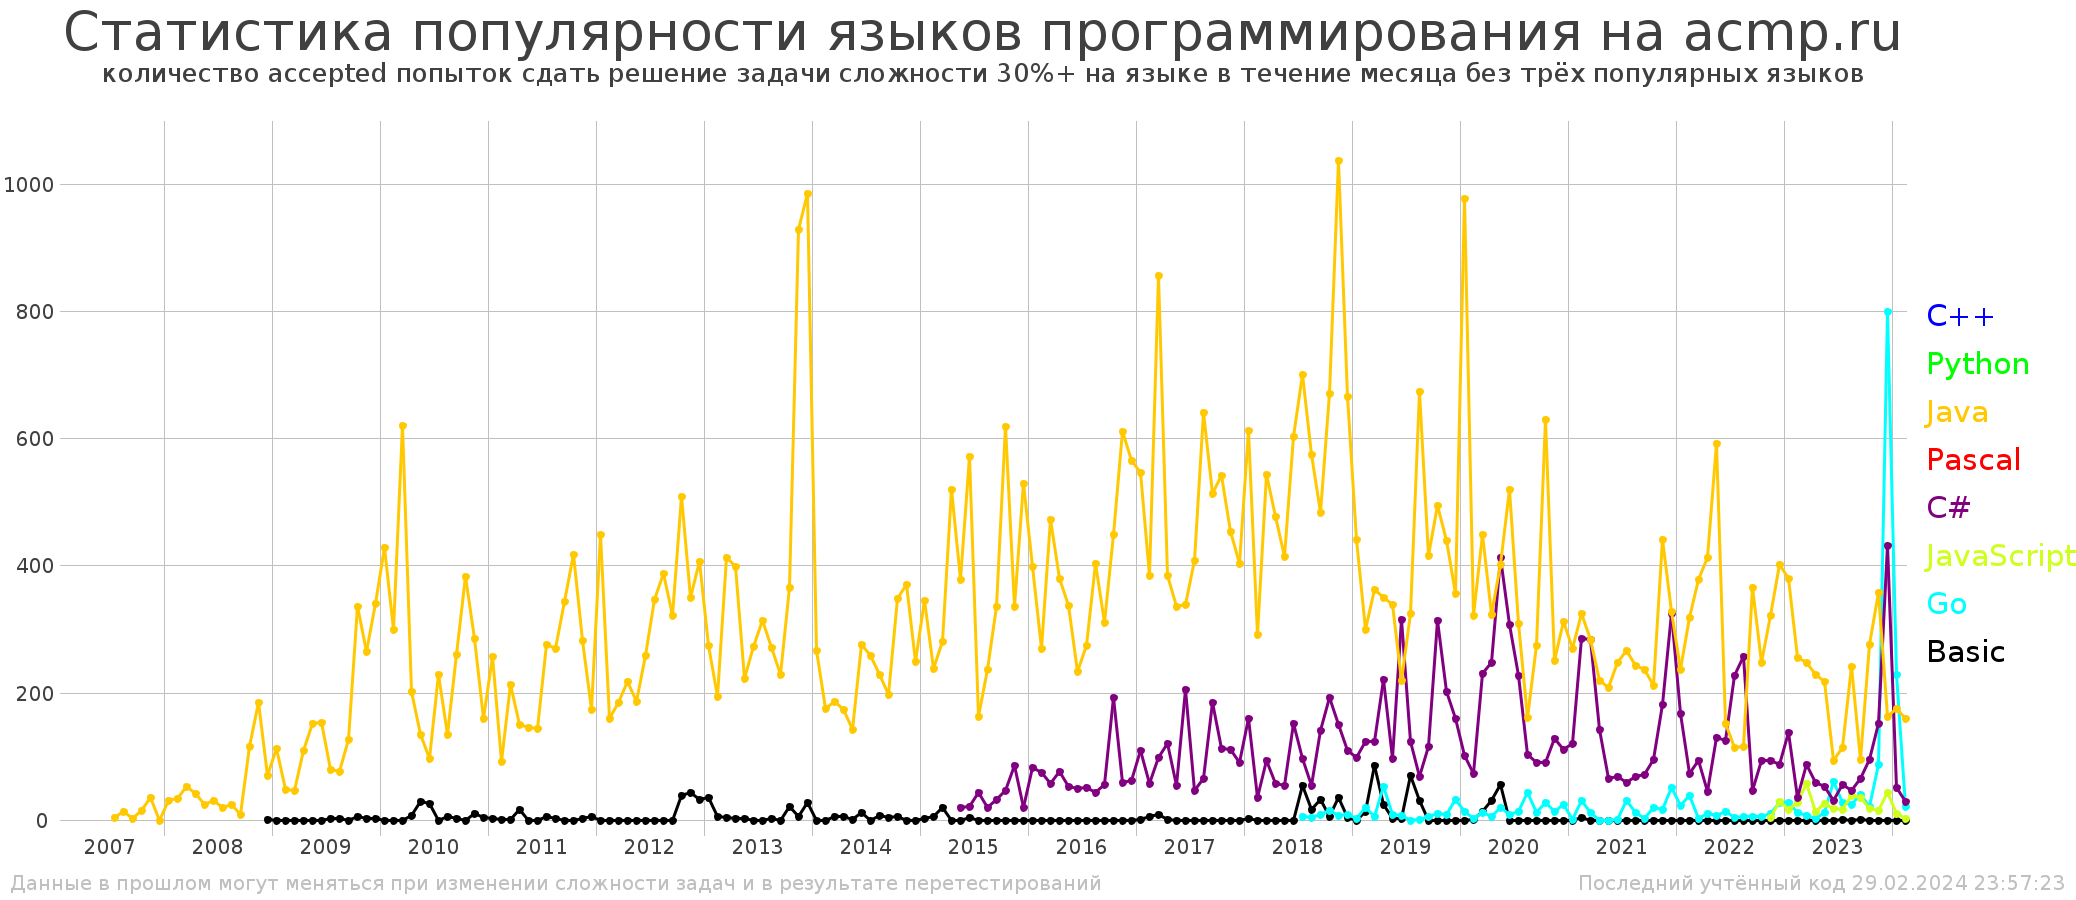 Статистика популярности языков программирования на acmp.ru
количество accepted попыток сдать решение задачи сложности 30%+ на языке в течение месяца без трёх популярных языков
1000
800
600
400
200
0
C++
Python
Java
Pascal
C#
JavaScript
Go
Basic
2007 2008 2009 2010 2011 2012 2013 2014 2015 2016 2017 2018 2019 2020 2021 2022 2023
Данные в прошлом могут меняться при изменении сложности задач и в результате перетестирований
Последний учтённый код 29.02.2024 23:57:23